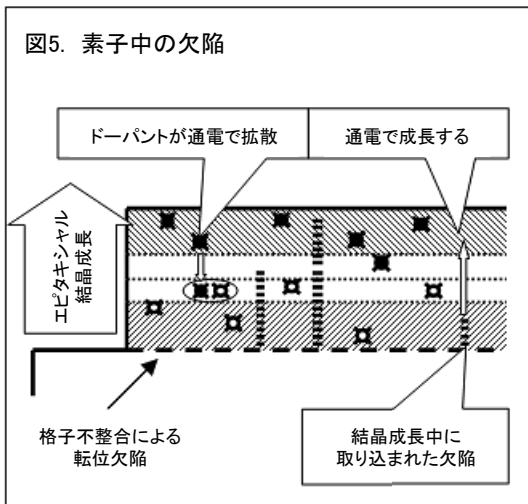 図5. 素子中の欠陥
ドーパントが通電で拡散
通電で成長する
エピタキシャル
結晶成長
格子不整合による
転位欠陥
結晶成長中に
取り込まれた欠陥